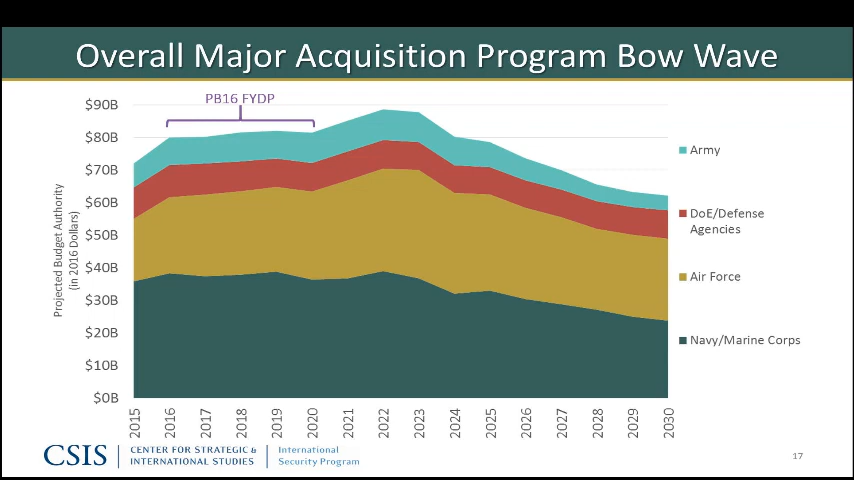 Overall Major Acquisition Program Bow Wave
PB16 FYDP
$90B
$80B
$70B
$60B
$50B
$40B
$30B
$20B
$10B
$0B
Projected Budget Authority
(in 2016 Dollars)
2015 2016 2017 2018 2019 2020 2021 2022 2023 2024 2025 2026 2027 2028 2029 2030
Army
DoE/Defense
Agencies
Air Force
Navy/Marine Corps
CSIS
CENTER FOR STRATEGIC &
INTERNATIONAL STUDIES
International
Security Program
17